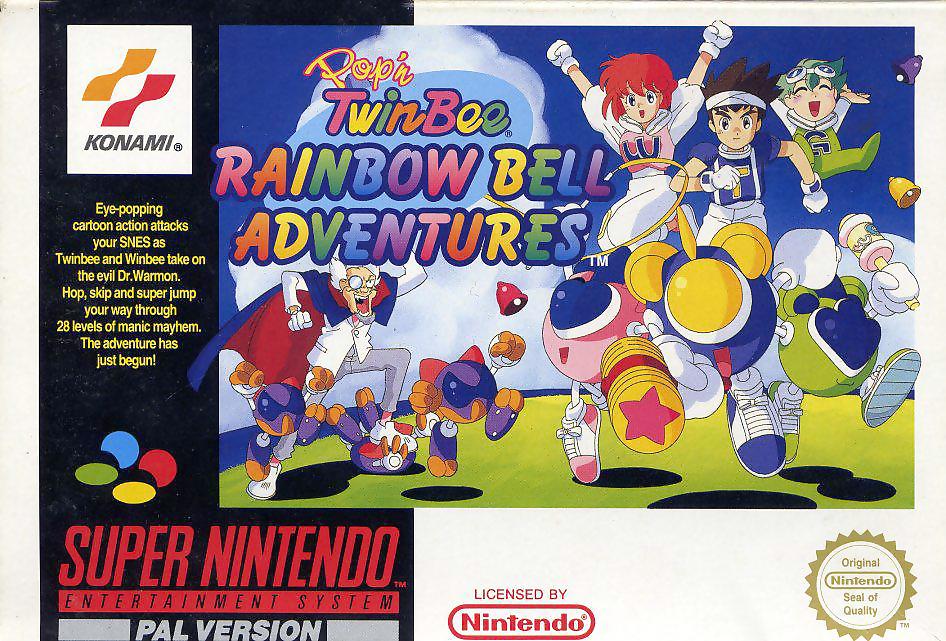 KONAMI®
Pop'n
TwinBee®
RAINBOW BELL
ADVENTURES™
Eye-popping
cartoon action attacks
your SNES as
Twinbee and Winbee take on
the evil Dr.Warmon.
Hop, skip and super jump
your way through
28 levels of manic mayhem.
The adventure has
just begun!
SUPER NINTENDO™
ENTERTAINMENT SYSTEM
PAL VERSION
LICENSED BY
Nintendo®
Original
Nintendo
Seal of
Quality
TM